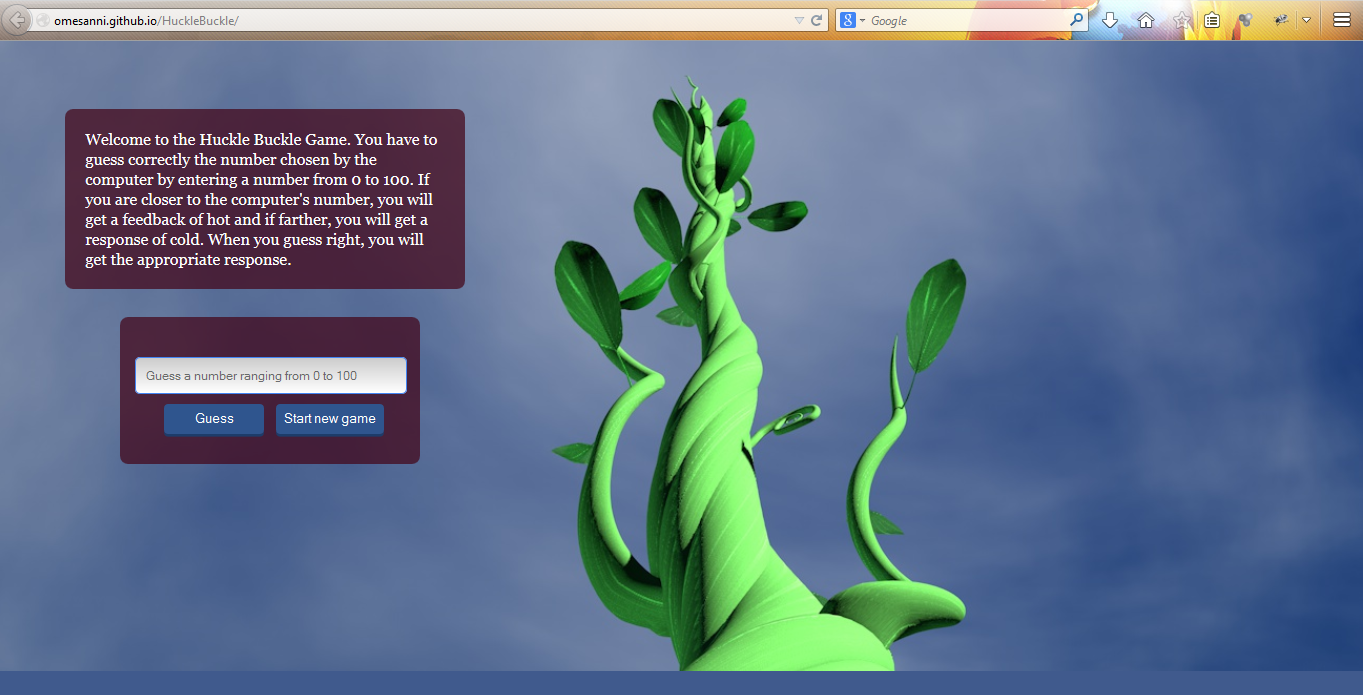 omesanni.github.io/HuckleBuckle/
8 Google
Welcome to the Huckle Buckle Game. You have to
guess correctly the number chosen by the
computer by entering a number from 0 to 100. If
you are closer to the computer's number, you will
get a feedback of hot and if farther, you will get a
response of cold. When you guess right, you will
get the appropriate response.
Guess a number ranging from 0 to 100
Guess Start new game